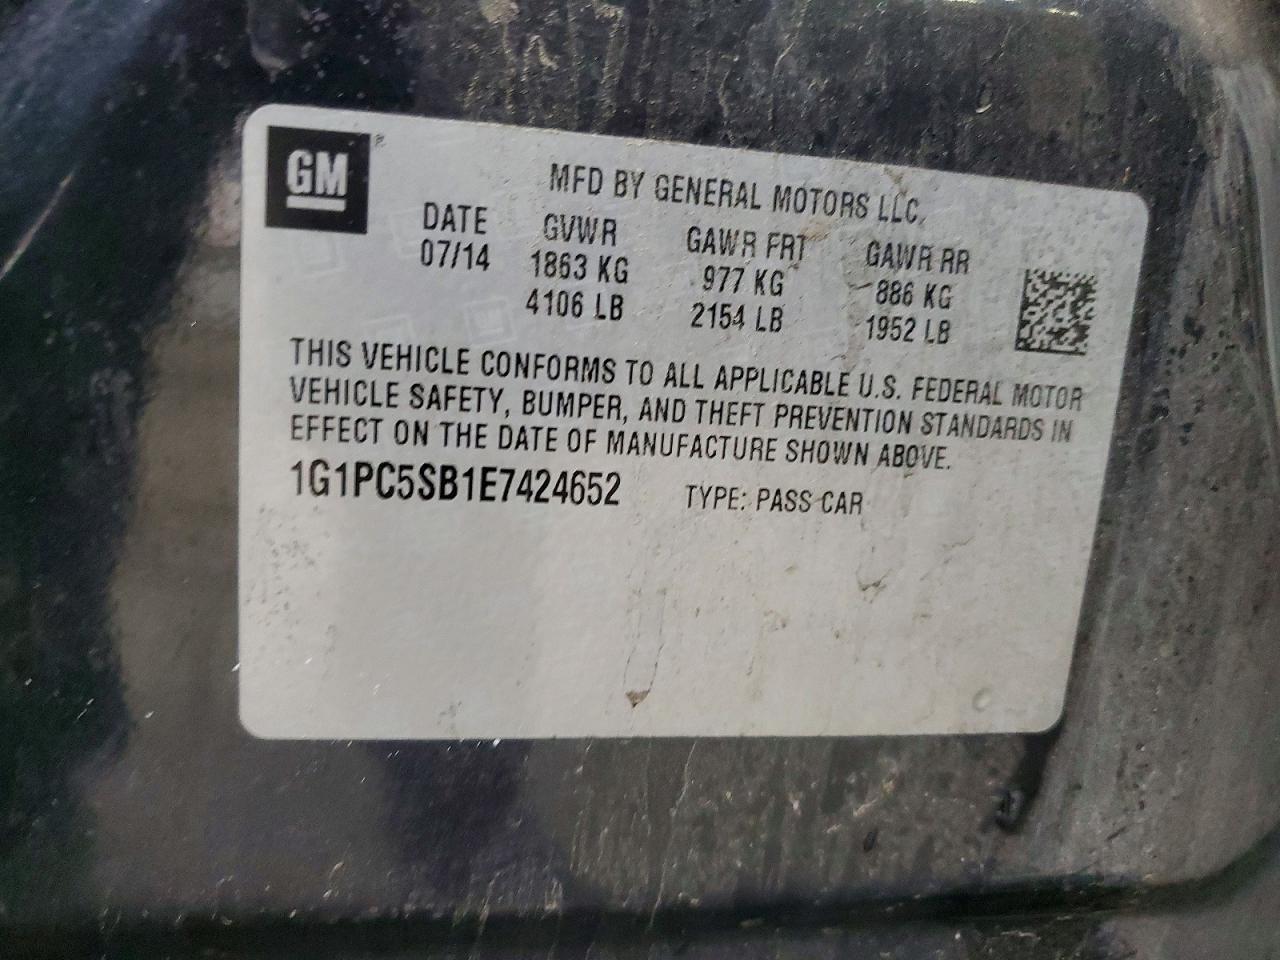 GM ®
MFD BY GENERAL MOTORS LLC.
DATE GVWR GAWR FRT GAWR RR
07/14 1863 KG 977 KG 886 KG
4106 LB 2154 LB 1952 LB
THIS VEHICLE CONFORMS TO ALL APPLICABLE U.S. FEDERAL MOTOR
VEHICLE SAFETY, BUMPER, AND THEFT PREVENTION STANDARDS IN
EFFECT ON THE DATE OF MANUFACTURE SHOWN ABOVE.
1G1PC5SB1E7424652 TYPE: PASS CAR